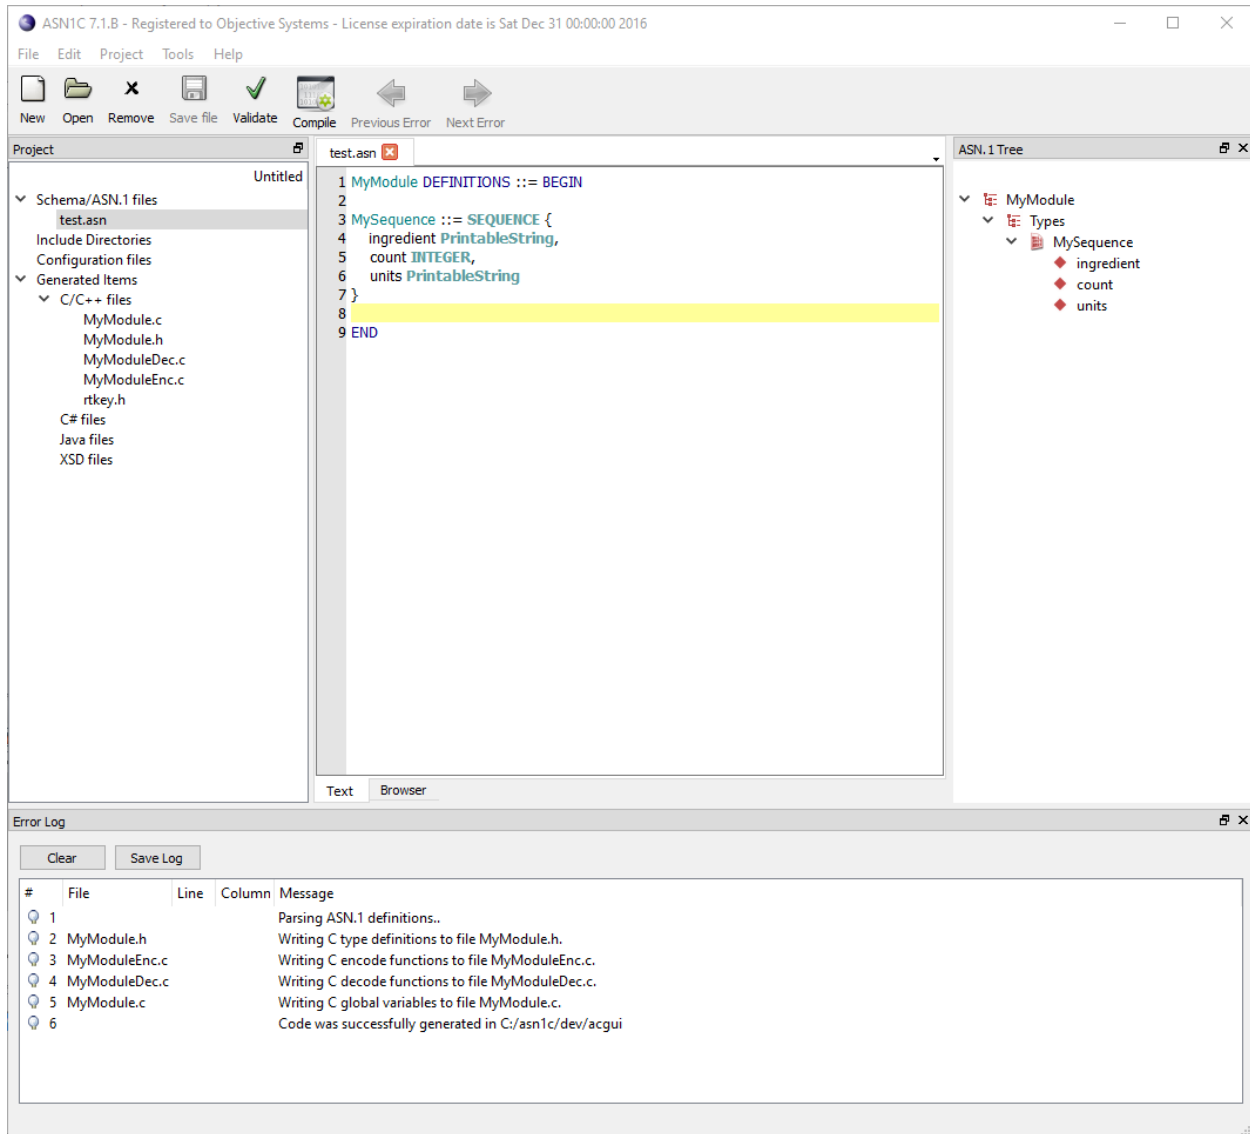 ASN1C 7.1.B - Registered to Objective Systems - License expiration date is Sat Dec 31 00:00:00 2016
File Edit Project Tools Help
New Open Remove Save file Validate Compile Previous Error Next Error
Project
Untitled
Schema/ASN.1 files
test.asn
Include Directories
Configuration files
Generated Items
C/C++ files
MyModule.c
MyModule.h
MyModuleDec.c
MyModuleEnc.c
rtkey.h
C# files
Java files
XSD files
test.asn
1 MyModule DEFINITIONS ::= BEGIN
2
3 MySequence ::= SEQUENCE {
4 ingredient PrintableString,
5 count INTEGER,
6 units PrintableString
7 }
8
9 END
Text Browser
ASN.1 Tree
MyModule
Types
MySequence
ingredient
count
units
Error Log
Clear Save Log
# File Line Column Message
1 Parsing ASN.1 definitions..
2 MyModule.h Writing C type definitions to file MyModule.h.
3 MyModuleEnc.c Writing C encode functions to file MyModuleEnc.c.
4 MyModuleDec.c Writing C decode functions to file MyModuleDec.c.
5 MyModule.c Writing C global variables to file MyModule.c.
6 Code was successfully generated in C:/asn1c/dev/acgui